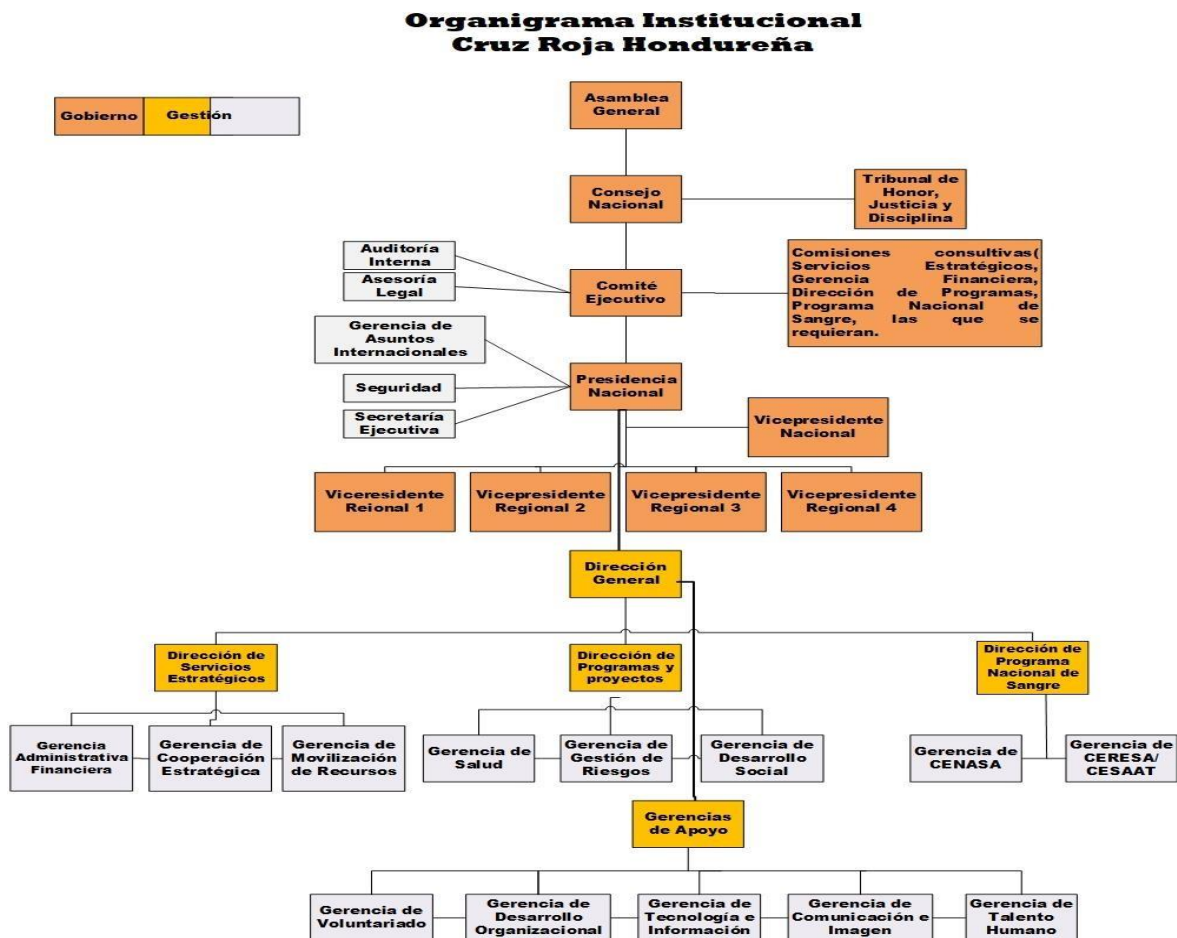 Organigrama Institucional
Cruz Roja Hondureña
Gobierno
Gestión
Asamblea
General
Consejo
Nacional
Tribunal de
Honor,
Justicia y
Disciplina
Auditoría
Interna
Asesoría
Legal
Comité
Ejecutivo
Comisiones consultivas(
Servicios Estratégicos,
Gerencia Financiera,
Dirección de Programas,
Programa Nacional de
Sangre, las que se
requieran.
Gerencia de
Asuntos
Internacionales
Seguridad
Secretaría
Ejecutiva
Presidencia
Nacional
Vicepresidente
Nacional
Viceresidente
Reional 1
Vicepresidente
Regional 2
Vicepresidente
Regional 3
Vicepresidente
Regional 4
Dirección
General
Dirección de
Servicios
Estratégicos
Dirección de
Programas y
proyectos
Dirección de
Programa
Nacional de
Sangre
Gerencia
Administrativa
Financiera
Gerencia de
Cooperación
Estratégica
Gerencia de
Movilización
de Recursos
Gerencia de
Salud
Gerencia de
Gestión de
Riesgos
Gerencia de
Desarrollo
Social
Gerencia de
CENASA
Gerencia de
CERESA/
CESAAT
Gerencias
de Apoyo
Gerencia de
Voluntariado
Gerencia de
Desarrollo
Organizacional
Gerencia de
Tecnología e
Información
Gerencia de
Comunicación e
Imagen
Gerencia de
Talento
Humano